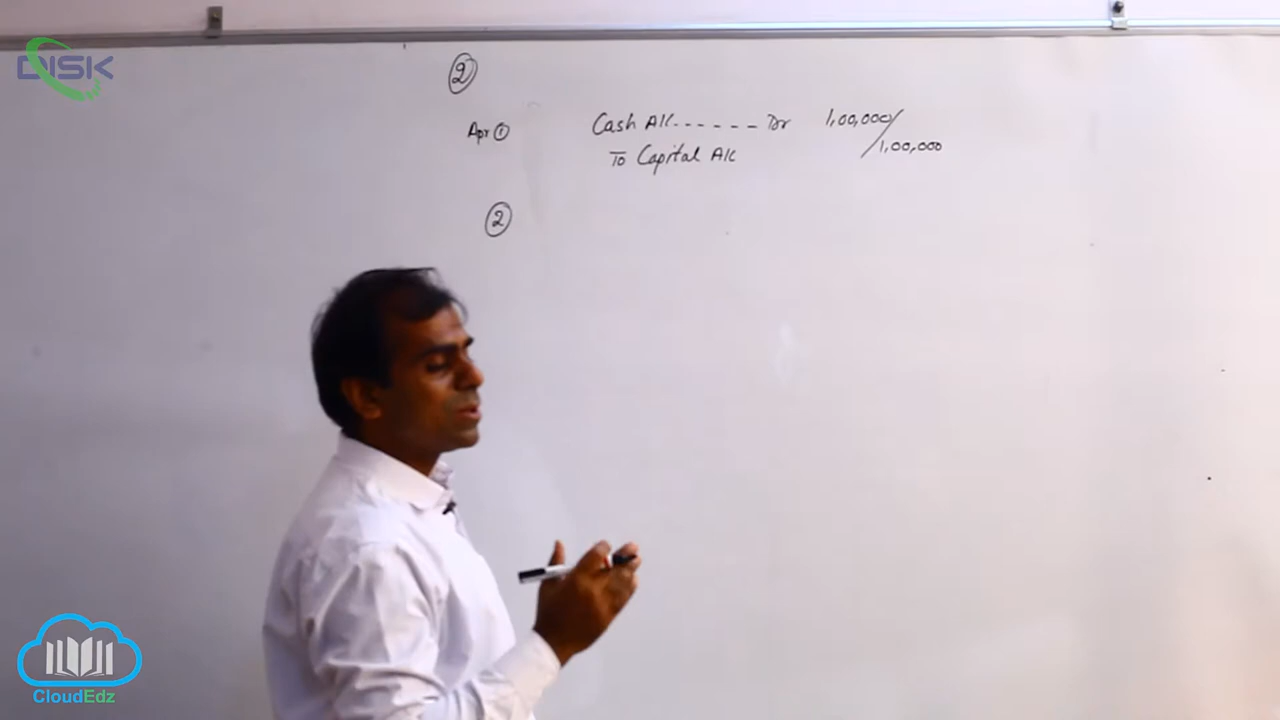 DISK
②
Apr ① Cash A/C ------ Dr 1,00,000/
To Capital A/C /1,00,000
②
CloudEdz